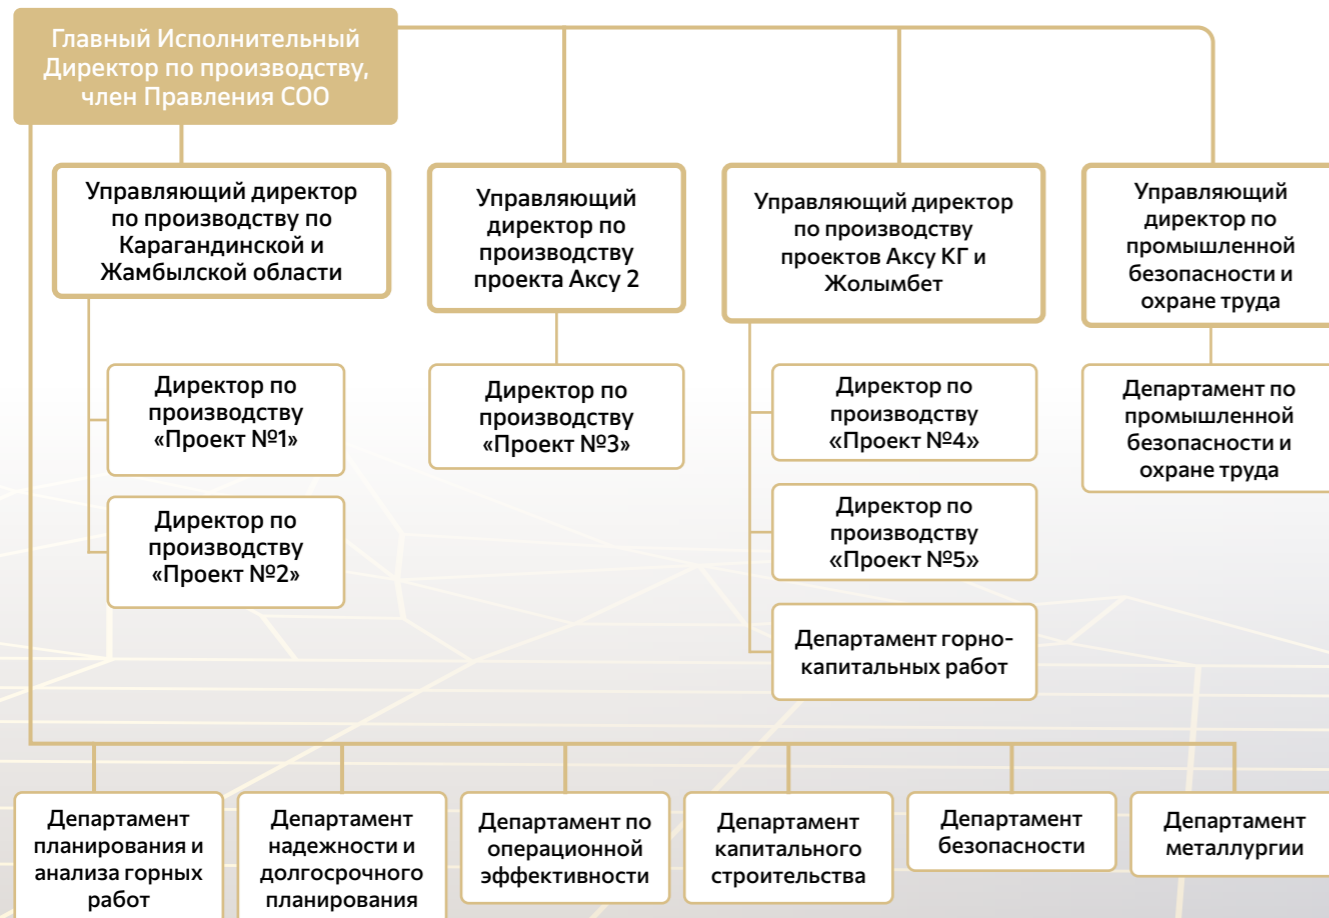 Главный Исполнительный
Директор по производству,
член Правления СОО
Управляющий директор
по производству по
Карагандинской и
Жамбылской области
Управляющий
директор по
производству
проекта Аксу 2
Управляющий директор
по производству
проектов Аксу КГ и
Жолымбет
Управляющий
директор по
промышленной
безопасности и
охране труда
Директор по
производству
«Проект №1»
Директор по
производству
«Проект №2»
Директор по
производству
«Проект №3»
Директор по
производству
«Проект №4»
Директор по
производству
«Проект №5»
Департамент горно-
капитальных работ
Департамент по
промышленной
безопасности и
охране труда
Департамент
планирования и
анализа горных
работ
Департамент
надежности и
долгосрочного
планирования
Департамент по
операционной
эффективности
Департамент
капитального
строительства
Департамент
безопасности
Департамент
металлургии